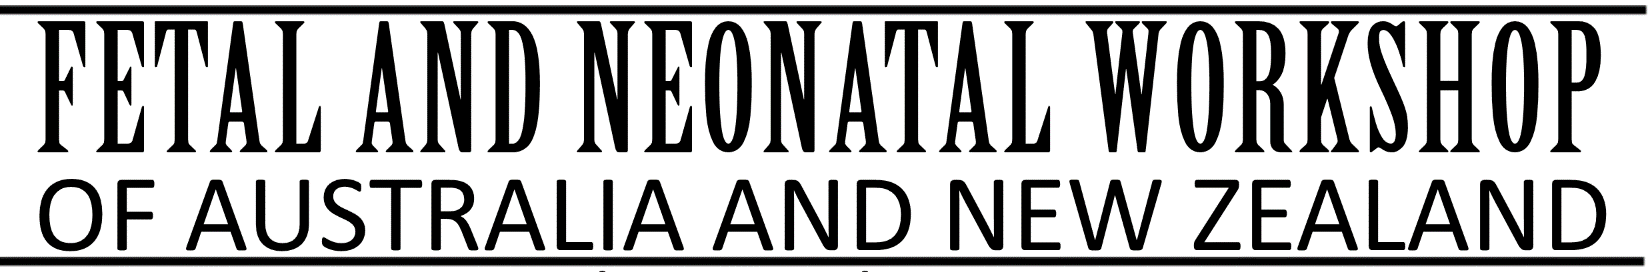 FETAL AND NEONATAL WORKSHOP
OF AUSTRALIA AND NEW ZEALAND